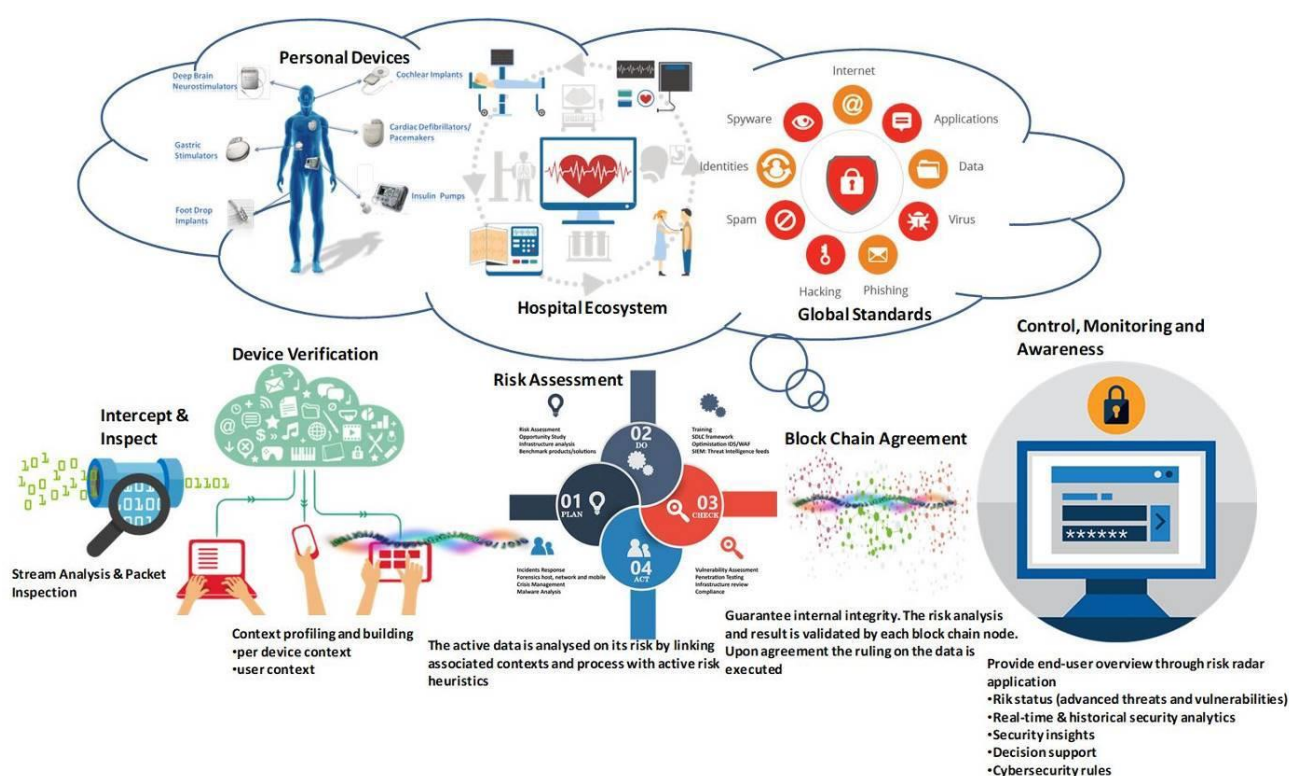 Personal Devices
Deep Brain
Neurostimulators
Cochlear Implants
Gastric
Stimulators
Cardiac Defibrillators/
Pacemakers
Insulin Pumps
Foot Drop
Implants
Hospital Ecosystem
Internet
Spyware
Applications
Identities
Data
Spam
Virus
Hacking
Phishing
Global Standards
Intercept &
Inspect
101 01101
Stream Analysis & Packet
Inspection
Device Verification
Context profiling and building
•per device context
•user context
Risk Assessment
Risk Assessment
Opportunity Study
Infrastructure analysis
Benchmark products/solutions
Training
SDLC framework
Optimistation IDS/WAF
SIEM: Threat Intelligence feeds
01
PLAN
02
DO
03
CHECK
04
ACT
Incidents Response
Forensics host, network and mobile
Crisis Management
Malware Analysis
Vulnerability Assessment
Penetration Testing
Infrastructure review
Compliance
The active data is analysed on its risk by linking
associated contexts and process with active risk
heuristics
Block Chain Agreement
Guarantee internal integrity. The risk analysis
and result is validated by each block chain node.
Upon agreement the ruling on the data is
executed
Control, Monitoring and
Awareness
******
Provide end-user overview through risk radar
application
•Rik status (advanced threats and vulnerabilities)
•Real-time & historical security analytics
•Security insights
•Decision support
•Cybersecurity rules